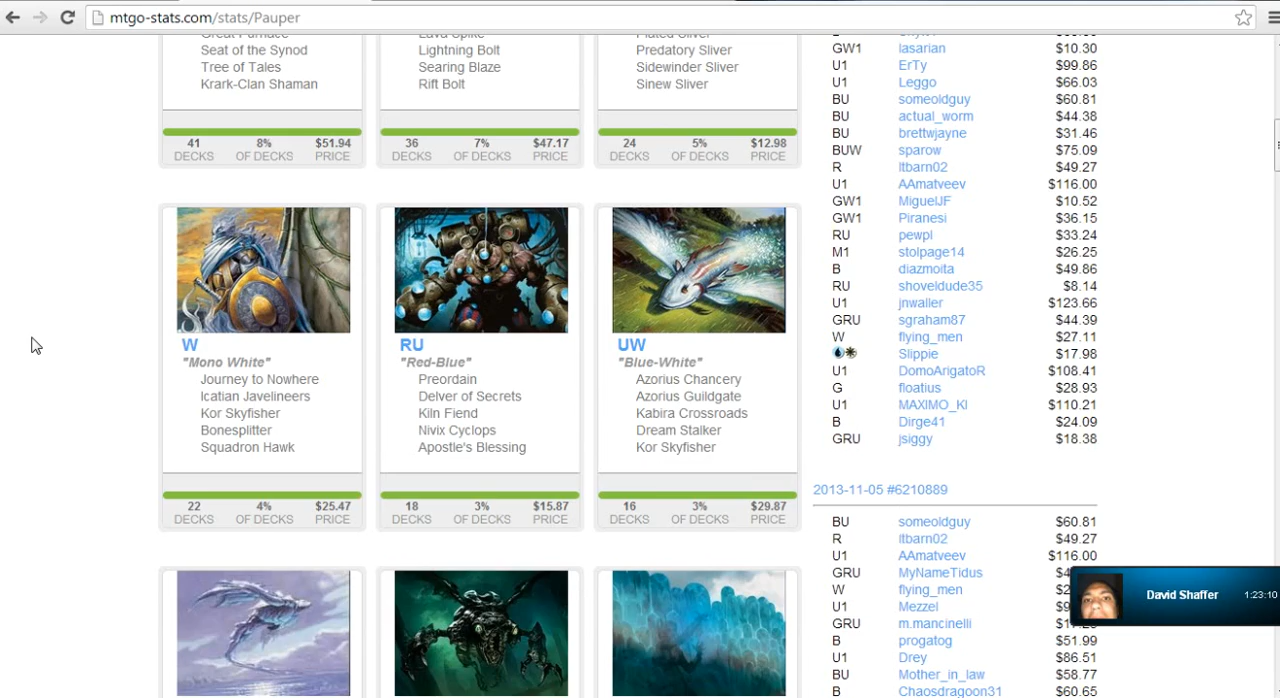 mtgo-stats.com/stats/Pauper
Great Furnace
Seat of the Synod
Tree of Tales
Krark-Clan Shaman
41 8% $51.94
DECKS OF DECKS PRICE
Lava Spike
Lightning Bolt
Searing Blaze
Rift Bolt
36 7% $47.17
DECKS OF DECKS PRICE
Plated Sliver
Predatory Sliver
Sidewinder Sliver
Sinew Sliver
24 5% $12.98
DECKS OF DECKS PRICE
W
"Mono White"
Journey to Nowhere
Icatian Javelineers
Kor Skyfisher
Bonesplitter
Squadron Hawk
22 4% $25.47
DECKS OF DECKS PRICE
RU
"Red-Blue"
Preordain
Delver of Secrets
Kiln Fiend
Nivix Cyclops
Apostle's Blessing
18 3% $15.87
DECKS OF DECKS PRICE
UW
"Blue-White"
Azorius Chancery
Azorius Guildgate
Kabira Crossroads
Dream Stalker
Kor Skyfisher
16 3% $29.87
DECKS OF DECKS PRICE
GW1 lasarian $10.30
U1 ErTy $99.86
U1 Leggo $66.03
BU someoldguy $60.81
BU actual_worm $44.38
BU brettwjayne $31.46
BUW sparow $75.09
R ltbarn02 $49.27
U1 AAmatveev $116.00
GW1 MiguelJF $10.52
GW1 Piranesi $36.15
RU pewpl $33.24
M1 stolpage14 $26.25
B diazmoita $49.86
RU shoveldude35 $8.14
U1 jnwaller $123.66
GRU sgraham87 $44.39
W flying_men $27.11
Slippie $17.98
U1 DomoArigatoR $108.41
G floatius $28.93
U1 MAXIMO_KI $110.21
B Dirge41 $24.09
GRU jsiggy $18.38
2013-11-05 #6210889
BU someoldguy $60.81
R ltbarn02 $49.27
U1 AAmatveev $116.00
GRU MyNameTidus
W flying_men
U1 Mezzel
GRU m.mancinelli
B progatog $51.99
U1 Drey $86.51
BU Mother_in_law $58.77
B Chaosdragoon31 $60.65
David Shaffer 1:23:10